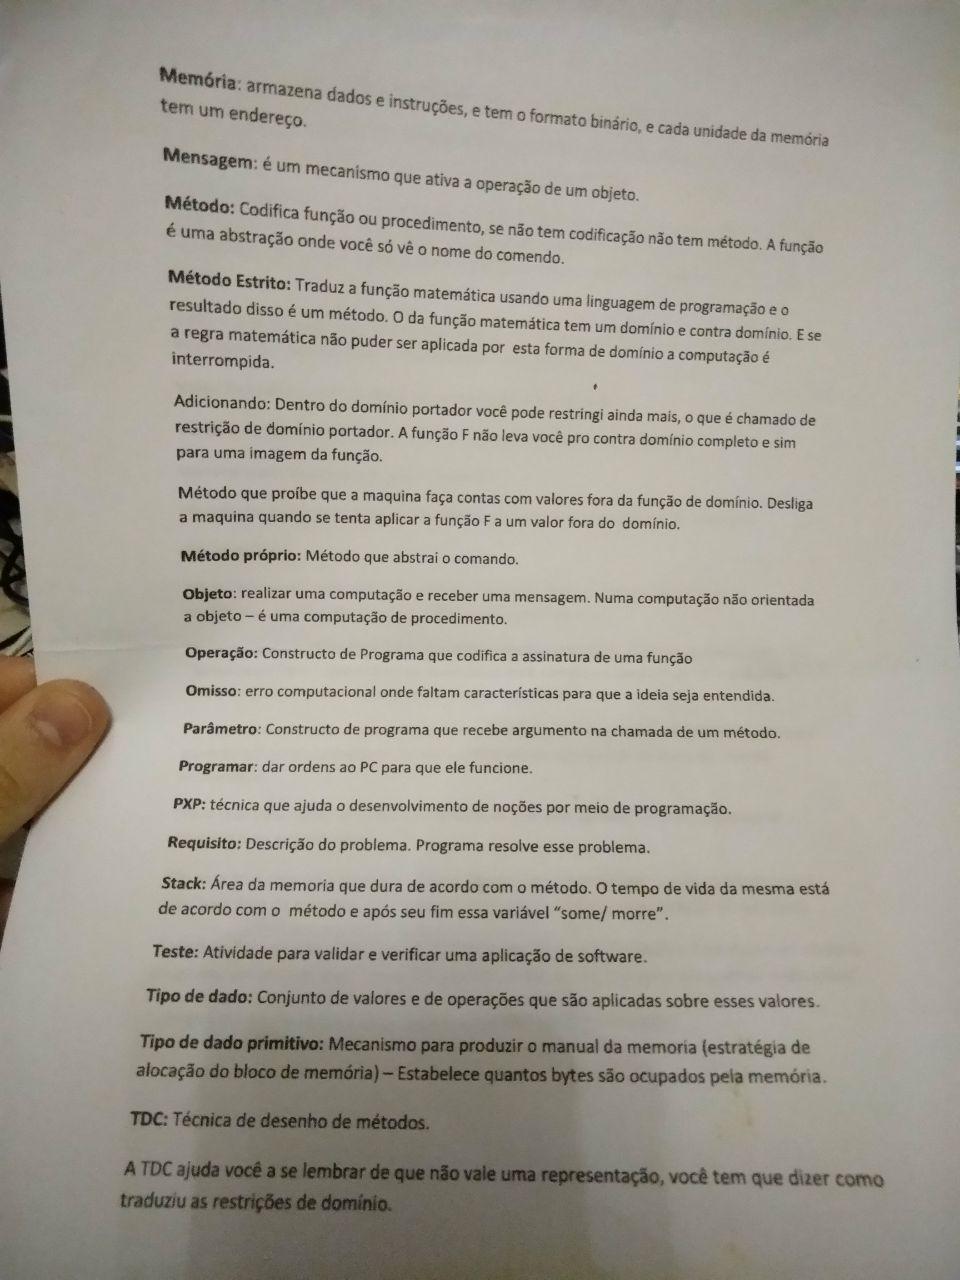 Memória: armazena dados e instruções, e tem o formato binário, e cada unidade da memória
tem um endereço.
Mensagem: é um mecanismo que ativa a operação de um objeto.
Método: Codifica função ou procedimento, se não tem codificação não tem método. A função
é uma abstração onde você só vê o nome do comendo.
Método Estrito: Traduz a função matemática usando uma linguagem de programação e o
resultado disso é um método. O da função matemática tem um domínio e contra domínio. E se
a regra matemática não puder ser aplicada por esta forma de domínio a computação é
interrompida.
Adicionando: Dentro do domínio portador você pode restringi ainda mais, o que é chamado de
restrição de domínio portador. A função F não leva você pro contra domínio completo e sim
para uma imagem da função.
Método que proíbe que a maquina faça contas com valores fora da função de domínio. Desliga
a maquina quando se tenta aplicar a função F a um valor fora do domínio.
Método próprio: Método que abstrai o comando.
Objeto: realizar uma computação e receber uma mensagem. Numa computação não orientada
a objeto – é uma computação de procedimento.
Operação: Constructo de Programa que codifica a assinatura de uma função
Omisso: erro computacional onde faltam características para que a ideia seja entendida.
Parâmetro: Constructo de programa que recebe argumento na chamada de um método.
Programar: dar ordens ao PC para que ele funcione.
PXP: técnica que ajuda o desenvolvimento de noções por meio de programação.
Requisito: Descrição do problema. Programa resolve esse problema.
Stack: Área da memoria que dura de acordo com o método. O tempo de vida da mesma está
de acordo com o método e após seu fim essa variável “some/ morre”.
Teste: Atividade para validar e verificar uma aplicação de software.
Tipo de dado: Conjunto de valores e de operações que são aplicadas sobre esses valores.
Tipo de dado primitivo: Mecanismo para produzir o manual da memoria (estratégia de
alocação do bloco de memória) – Estabelece quantos bytes são ocupados pela memória.
TDC: Técnica de desenho de métodos.
A TDC ajuda você a se lembrar de que não vale uma representação, você tem que dizer como
traduziu as restrições de domínio.